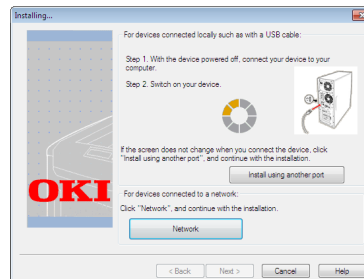 Installing...
For devices connected locally such as with a USB cable:
Step 1. With the device powered off, connect your device to your
computer.
Step 2. Switch on your device.
If the screen does not change when you connect the device, click
"Install using another port", and continue with the installation.
Install using another port
OKI
For devices connected to a network:
Click "Network", and continue with the installation.
Network
< Back
Next >
Cancel
Help